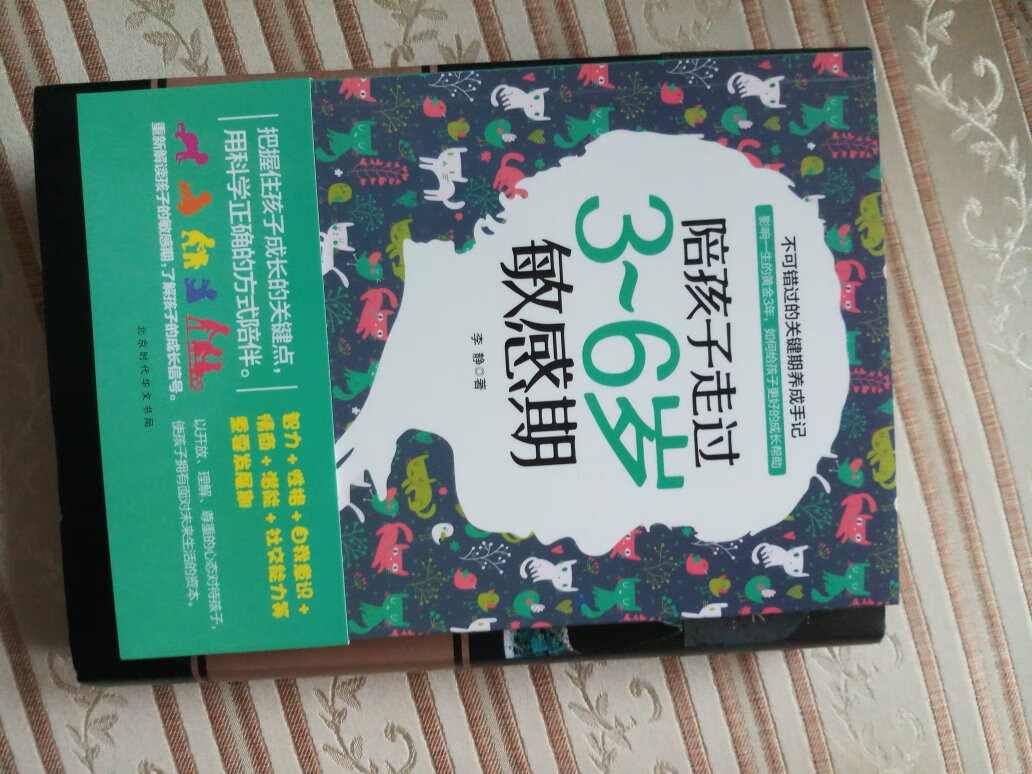 不可错过的关键期养成手记
影响一生的黄金3年，如何给孩子更好的成长帮助
陪孩子走过
3~6岁
敏感期
李 静◎著
把握住孩子成长的关键点，
用科学正确的方式陪伴。
重新解读孩子的敏感期，了解孩子的成长信号。
北京时代华文书局
智力+性格+自我意识+
情商+潜能+社交能力等
全等发展物
以开放、理解、尊重的心态对待孩子，
使孩子拥有面对未来生活的资本。